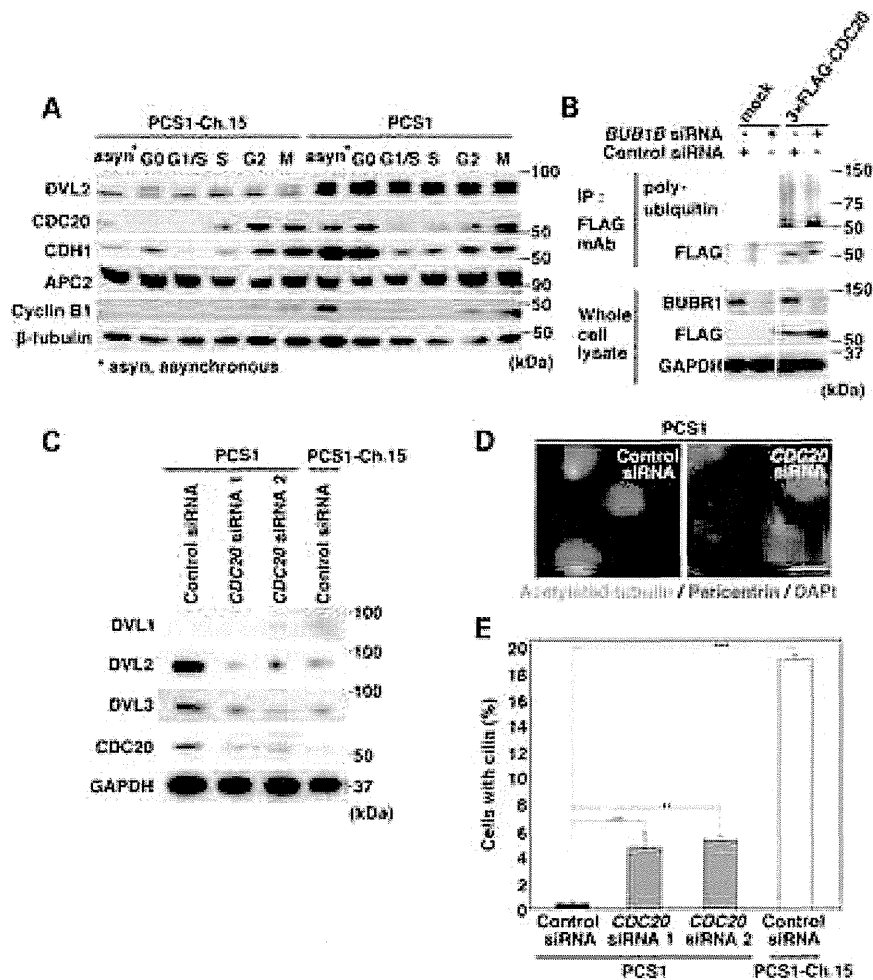 A
PCS1-Ch.15 PCS1
asyn* G0 G1/S S G2 M asyn* G0 G1/S S G2 M
DVL2
CDC20
CDH1
APC2
Cyclin B1
β-tubulin
-100
-50
-50
-90
-50
-50
(kDa)
* asyn, asynchronous
B
mock 3xFLAG-CDC20
BUB1B siRNA - + - +
Control siRNA + - + -
IP :
FLAG
mAb
poly-
ubiquitin
FLAG
-150
-75
-50
-50
Whole
cell
lysate
BUBR1
FLAG
GAPDH
-150
-50
-37
(kDa)
C
PCS1 PCS1-Ch.15
Control siRNA
CDC20 siRNA 1
CDC20 siRNA 2
Control siRNA
DVL1
DVL2
DVL3
CDC20
GAPDH
-100
-100
-100
50
-37
(kDa)
D
PCS1
Control
siRNA
CDC20
siRNA
Acetylated-tubulin / Pericentrin / DAPI
E
Cells with cilia (%)
20
18
16
14
12
10
8
6
4
2
0
Control
siRNA
CDC20
siRNA 1
CDC20
siRNA 2
Control
siRNA
PCS1 PCS1-Ch.15